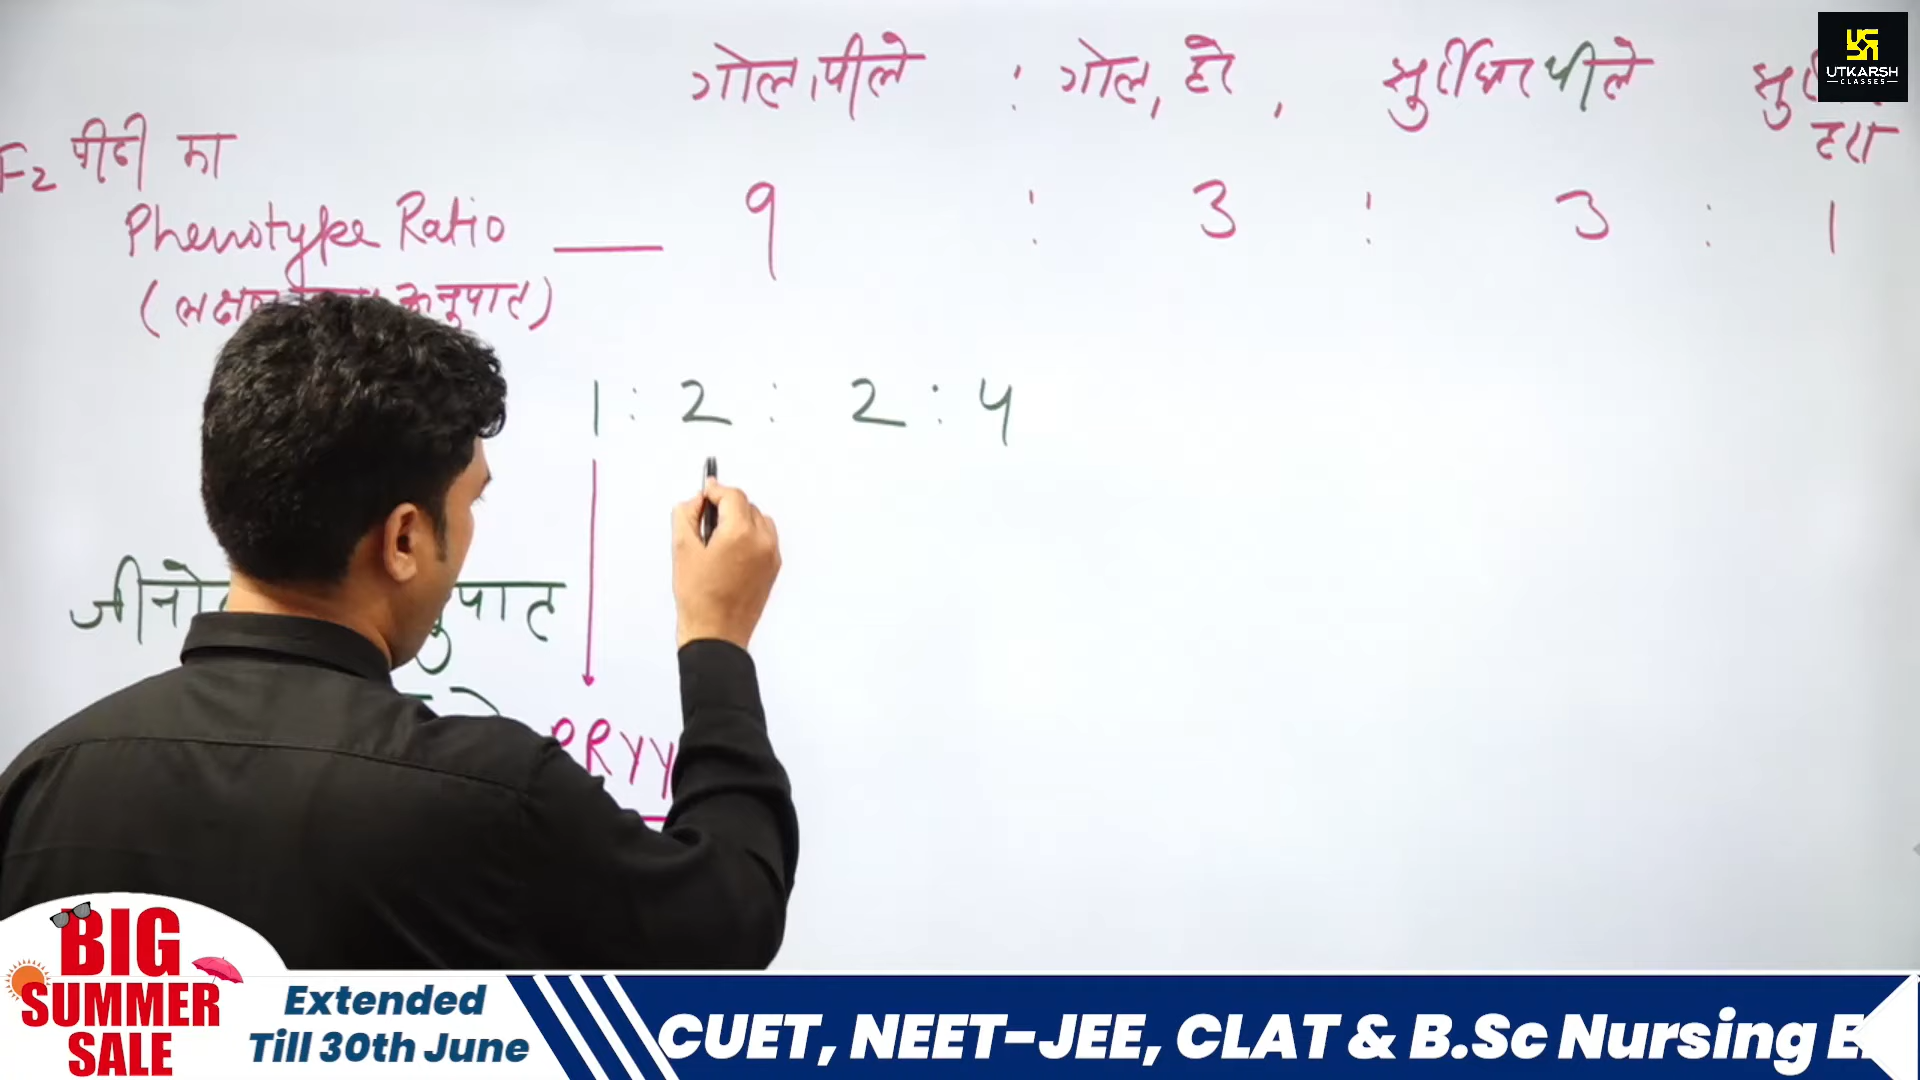 गोल, पीले : गोल, हरे , झुर्रीदार पीले
हरा
F2 पीढी का
Phenotype Ratio — 9 : 3 : 3 : 1
1 : 2 : 2 : 4
RRYY
UTKARSH
CLASSES
BIG
SUMMER
SALE
Extended
Till 30th June
CUET, NEET-JEE, CLAT & B.Sc Nursing